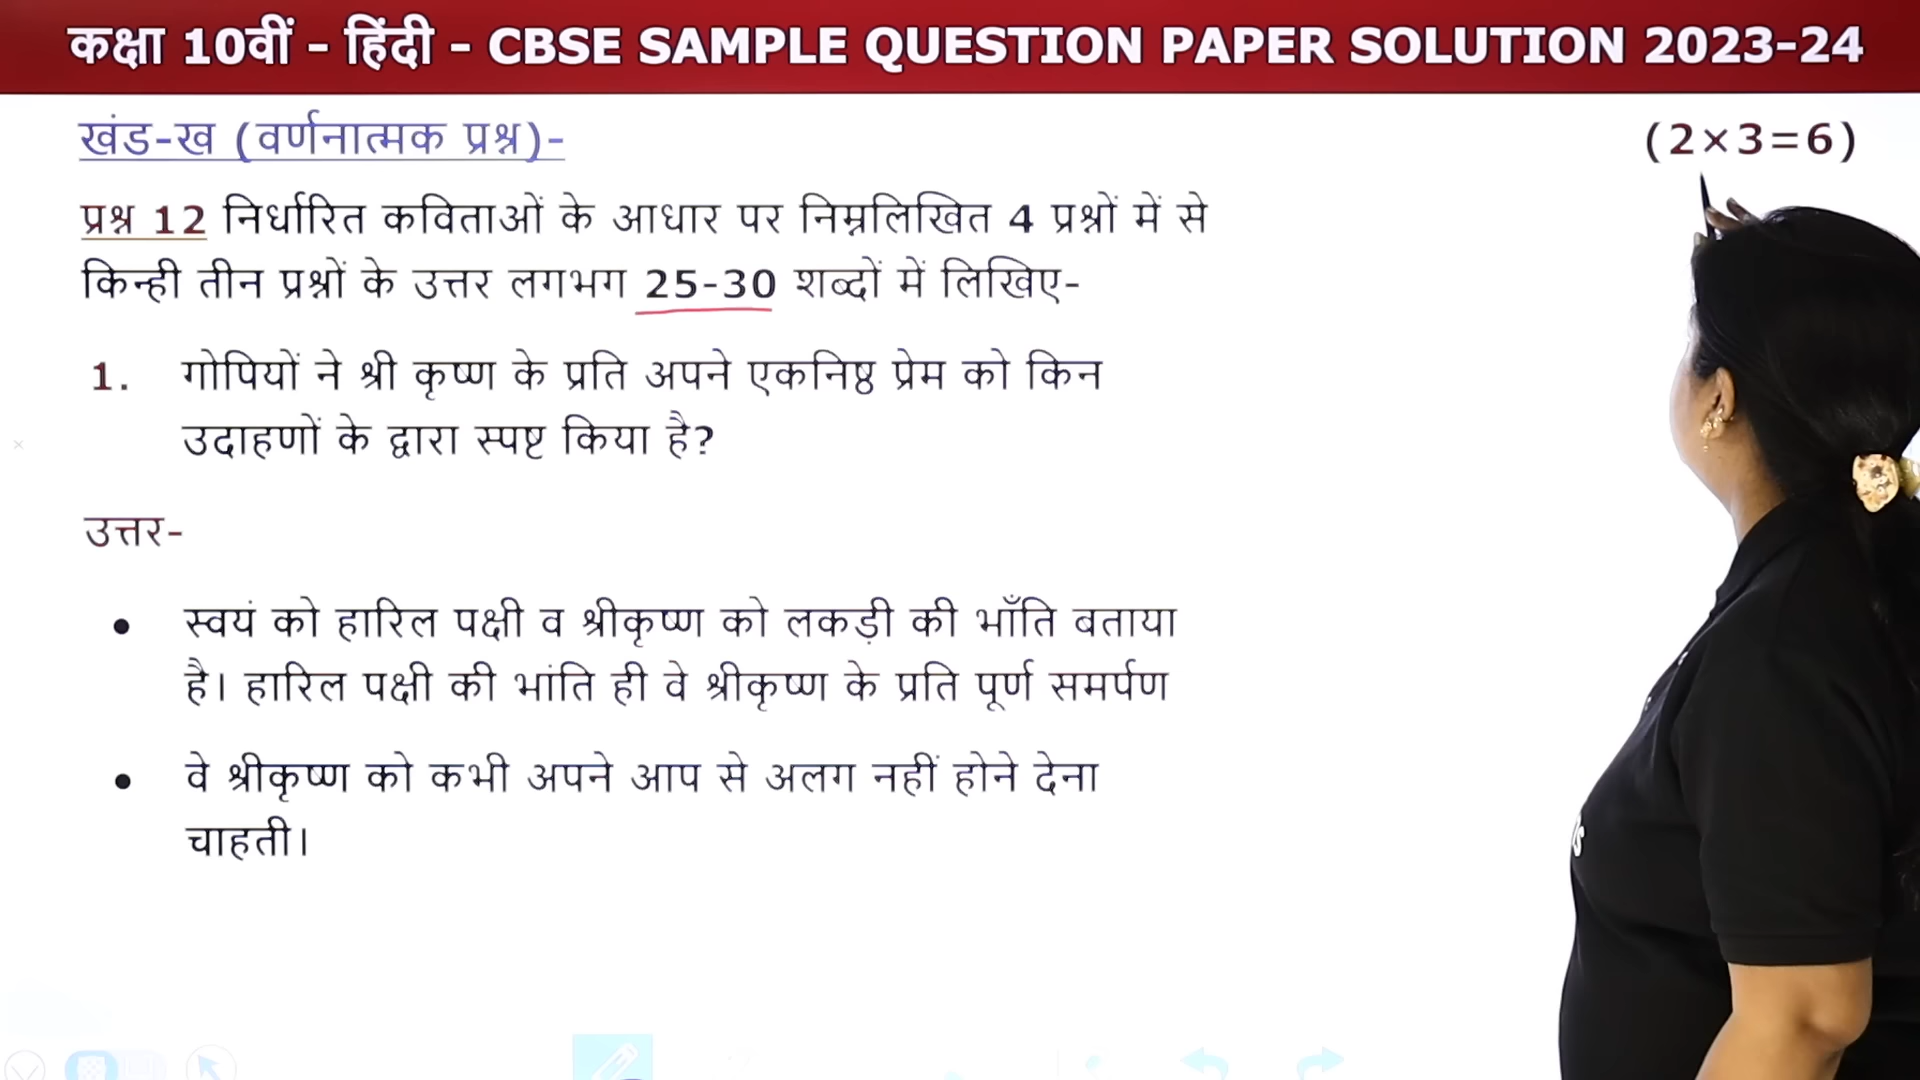 कक्षा 10वीं - हिंदी - CBSE SAMPLE QUESTION PAPER SOLUTION 2023-24
खंड-ख (वर्णनात्मक प्रश्न)- (2×3=6)
प्रश्न 12 निर्धारित कविताओं के आधार पर निम्नलिखित 4 प्रश्नों में से
किन्ही तीन प्रश्नों के उत्तर लगभग 25-30 शब्दों में लिखिए-
1. गोपियों ने श्री कृष्ण के प्रति अपने एकनिष्ठ प्रेम को किन
उदाहणों के द्वारा स्पष्ट किया है?
उत्तर-
• स्वयं को हारिल पक्षी व श्रीकृष्ण को लकड़ी की भाँति बताया
है। हारिल पक्षी की भांति ही वे श्रीकृष्ण के प्रति पूर्ण समर्पण
• वे श्रीकृष्ण को कभी अपने आप से अलग नहीं होने देना
चाहती।